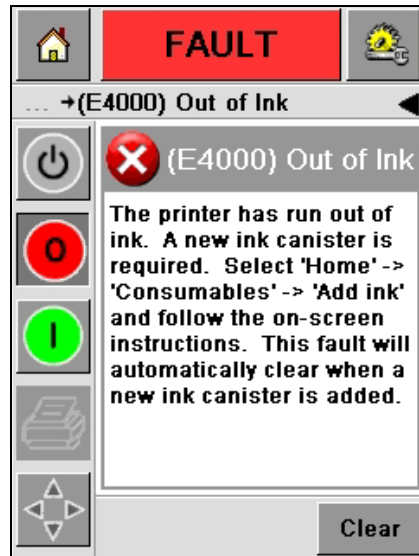 FAULT
... →(E4000) Out of Ink
(E4000) Out of Ink
The printer has run out of
ink. A new ink canister is
required. Select 'Home' ->
'Consumables' -> 'Add ink'
and follow the on-screen
instructions. This fault will
automatically clear when a
new ink canister is added.
O
I
Clear